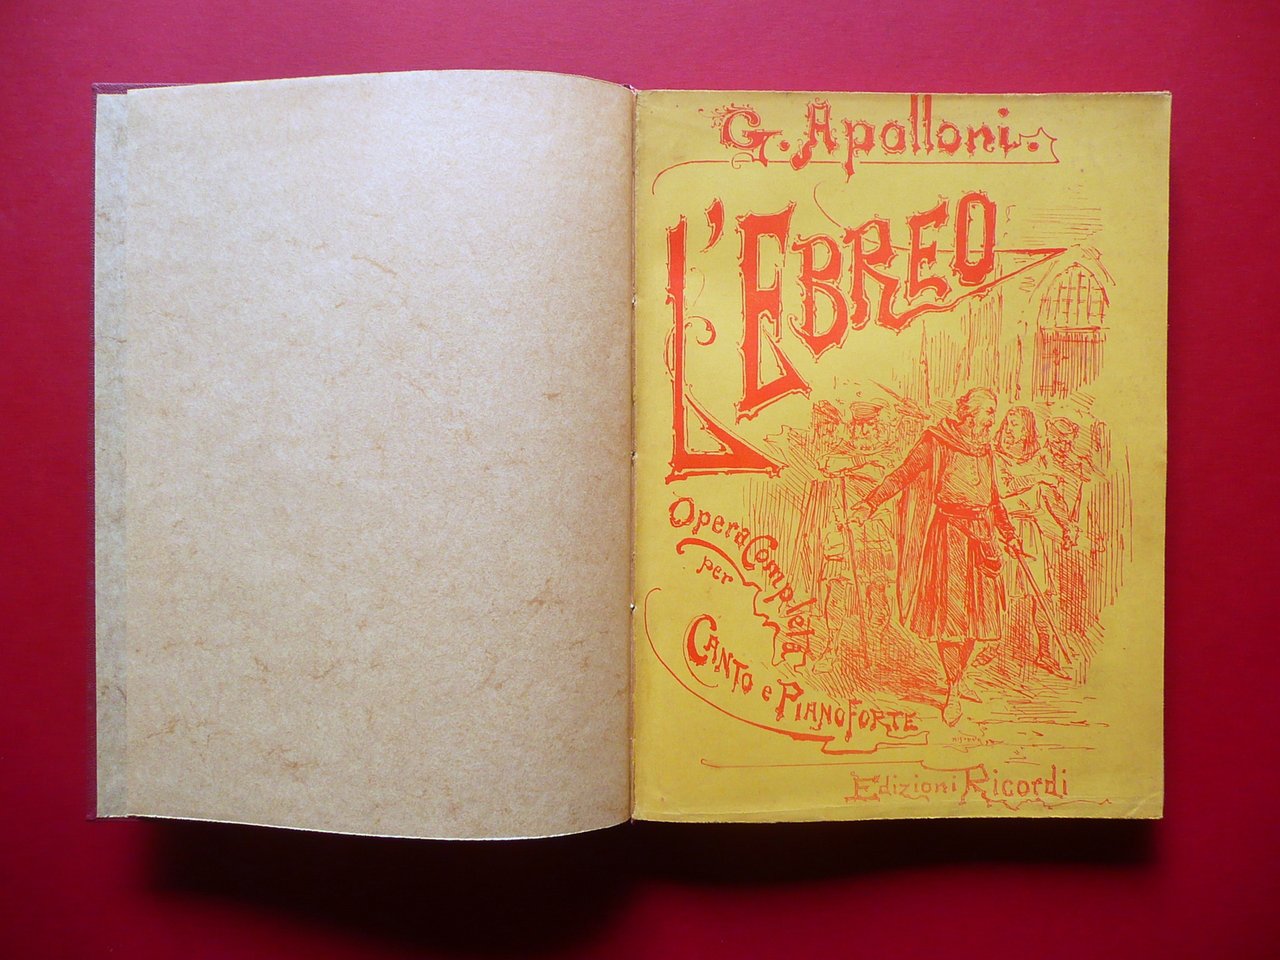 G. Apolloni.
L'EBREO
Opera Completa
per
CANTO e PIANOFORTE
Edizioni Ricordi